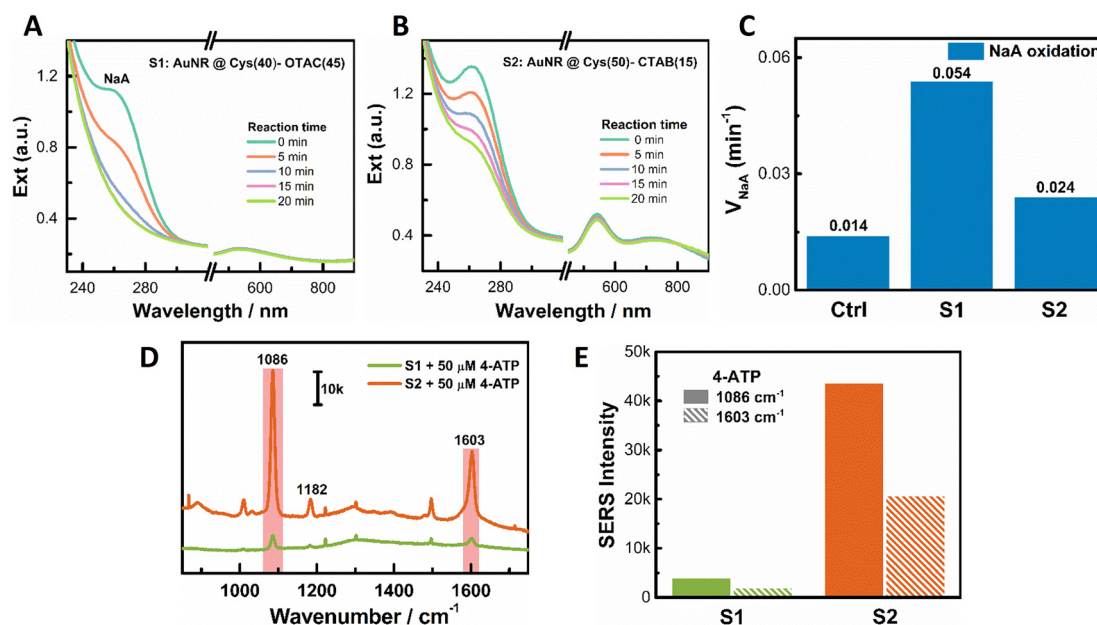 A
S1: AuNR @ Cys(40)- OTAC(45)
NaA
Reaction time
0 min
5 min
10 min
15 min
20 min
Ext (a.u.)
1.2
0.8
0.4
240
280
600
800
Wavelength / nm
B
S2: AuNR @ Cys(50)- CTAB(15)
Reaction time
0 min
5 min
10 min
15 min
20 min
Ext (a.u.)
1.2
0.8
0.4
240
280
600
800
Wavelength / nm
C
NaA oxidation
V_NaA (min⁻¹)
0.06
0.03
0.00
0.014
0.054
0.024
Ctrl
S1
S2
D
1086
10k
S1 + 50 μM 4-ATP
S2 + 50 μM 4-ATP
1182
1603
1000
1200
1400
1600
Wavenumber / cm⁻¹
E
4-ATP
1086 cm⁻¹
1603 cm⁻¹
SERS Intensity
50k
40k
30k
20k
10k
0
S1
S2